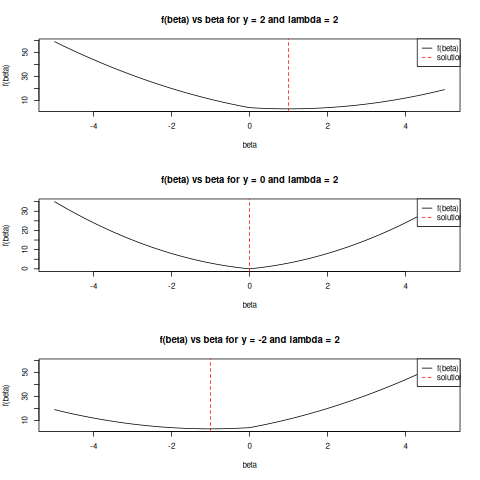 f(beta) vs beta for y = 2 and lambda = 2
f(beta)
10 30 50
f(beta)
solution
-4 -2 0 2 4
beta
f(beta) vs beta for y = 0 and lambda = 2
f(beta)
0 10 20 30
f(beta)
solution
-4 -2 0 2 4
beta
f(beta) vs beta for y = -2 and lambda = 2
f(beta)
10 30 50
f(beta)
solution
-4 -2 0 2 4
beta